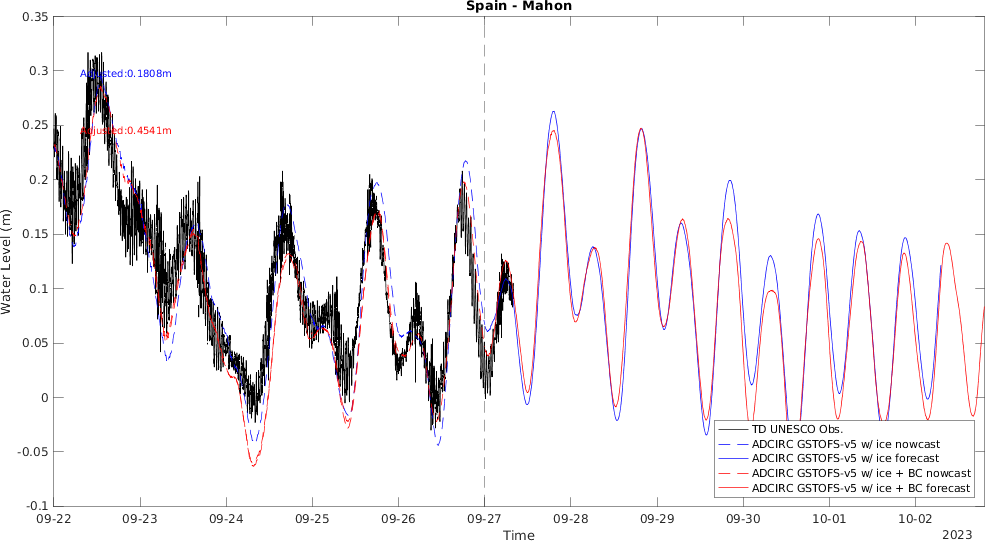 Spain - Mahon
0.35
0.3
0.25
0.2
0.15
0.1
0.05
0
-0.05
-0.1
Water Level (m)
Adjusted:0.1808m
Adjusted:0.4541m
TD UNESCO Obs.
ADCIRC GSTOFS-v5 w/ ice nowcast
ADCIRC GSTOFS-v5 w/ ice forecast
ADCIRC GSTOFS-v5 w/ ice + BC nowcast
ADCIRC GSTOFS-v5 w/ ice + BC forecast
09-22 09-23 09-24 09-25 09-26 09-27 09-28 09-29 09-30 10-01 10-02
Time
2023